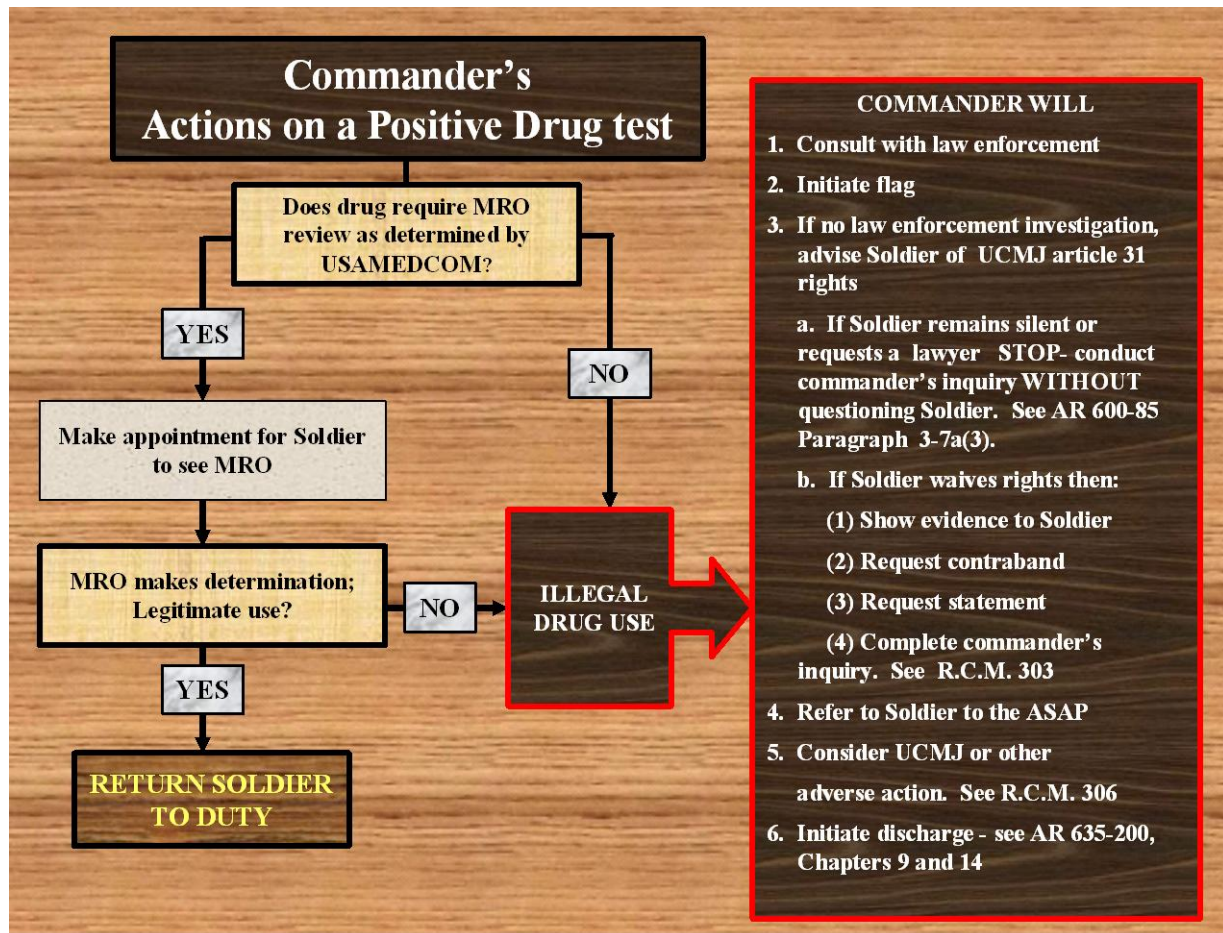 Commander's
Actions on a Positive Drug test
Does drug require MRO
review as determined by
USAMEDCOM?
YES
NO
Make appointment for Soldier
to see MRO
MRO makes determination;
Legitimate use?
NO
YES
RETURN SOLDIER
TO DUTY
ILLEGAL
DRUG USE
COMMANDER WILL
1. Consult with law enforcement
2. Initiate flag
3. If no law enforcement investigation,
advise Soldier of UCMJ article 31
rights
a. If Soldier remains silent or
requests a lawyer STOP- conduct
commander's inquiry WITHOUT
questioning Soldier. See AR 600-85
Paragraph 3-7a(3).
b. If Soldier waives rights then:
(1) Show evidence to Soldier
(2) Request contraband
(3) Request statement
(4) Complete commander's
inquiry. See R.C.M. 303
4. Refer to Soldier to the ASAP
5. Consider UCMJ or other
adverse action. See R.C.M. 306
6. Initiate discharge - see AR 635-200,
Chapters 9 and 14